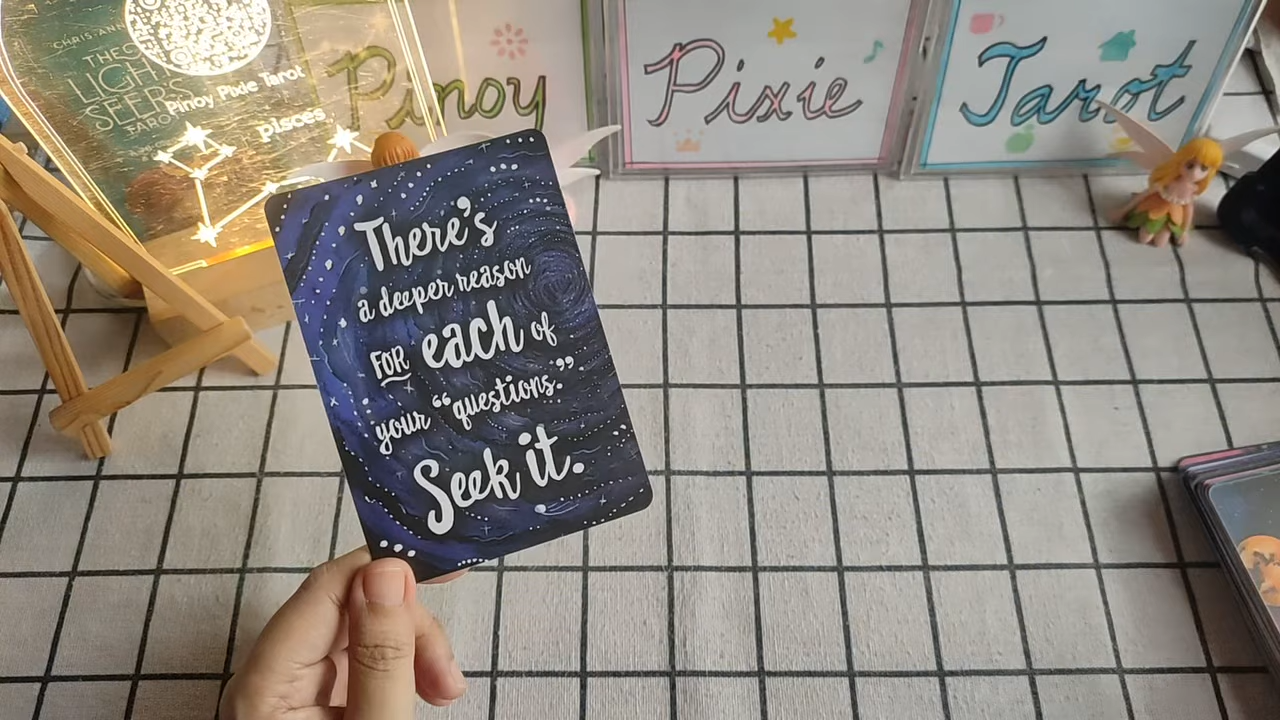 CHRIS-ANN
THE
LIGHT
SEERS
TAROT
Pinoy Pixie Tarot
pisces
Pinoy
Pixie
Tarot
There's
a deeper reason
FOR each of
your “questions.”
Seek it.